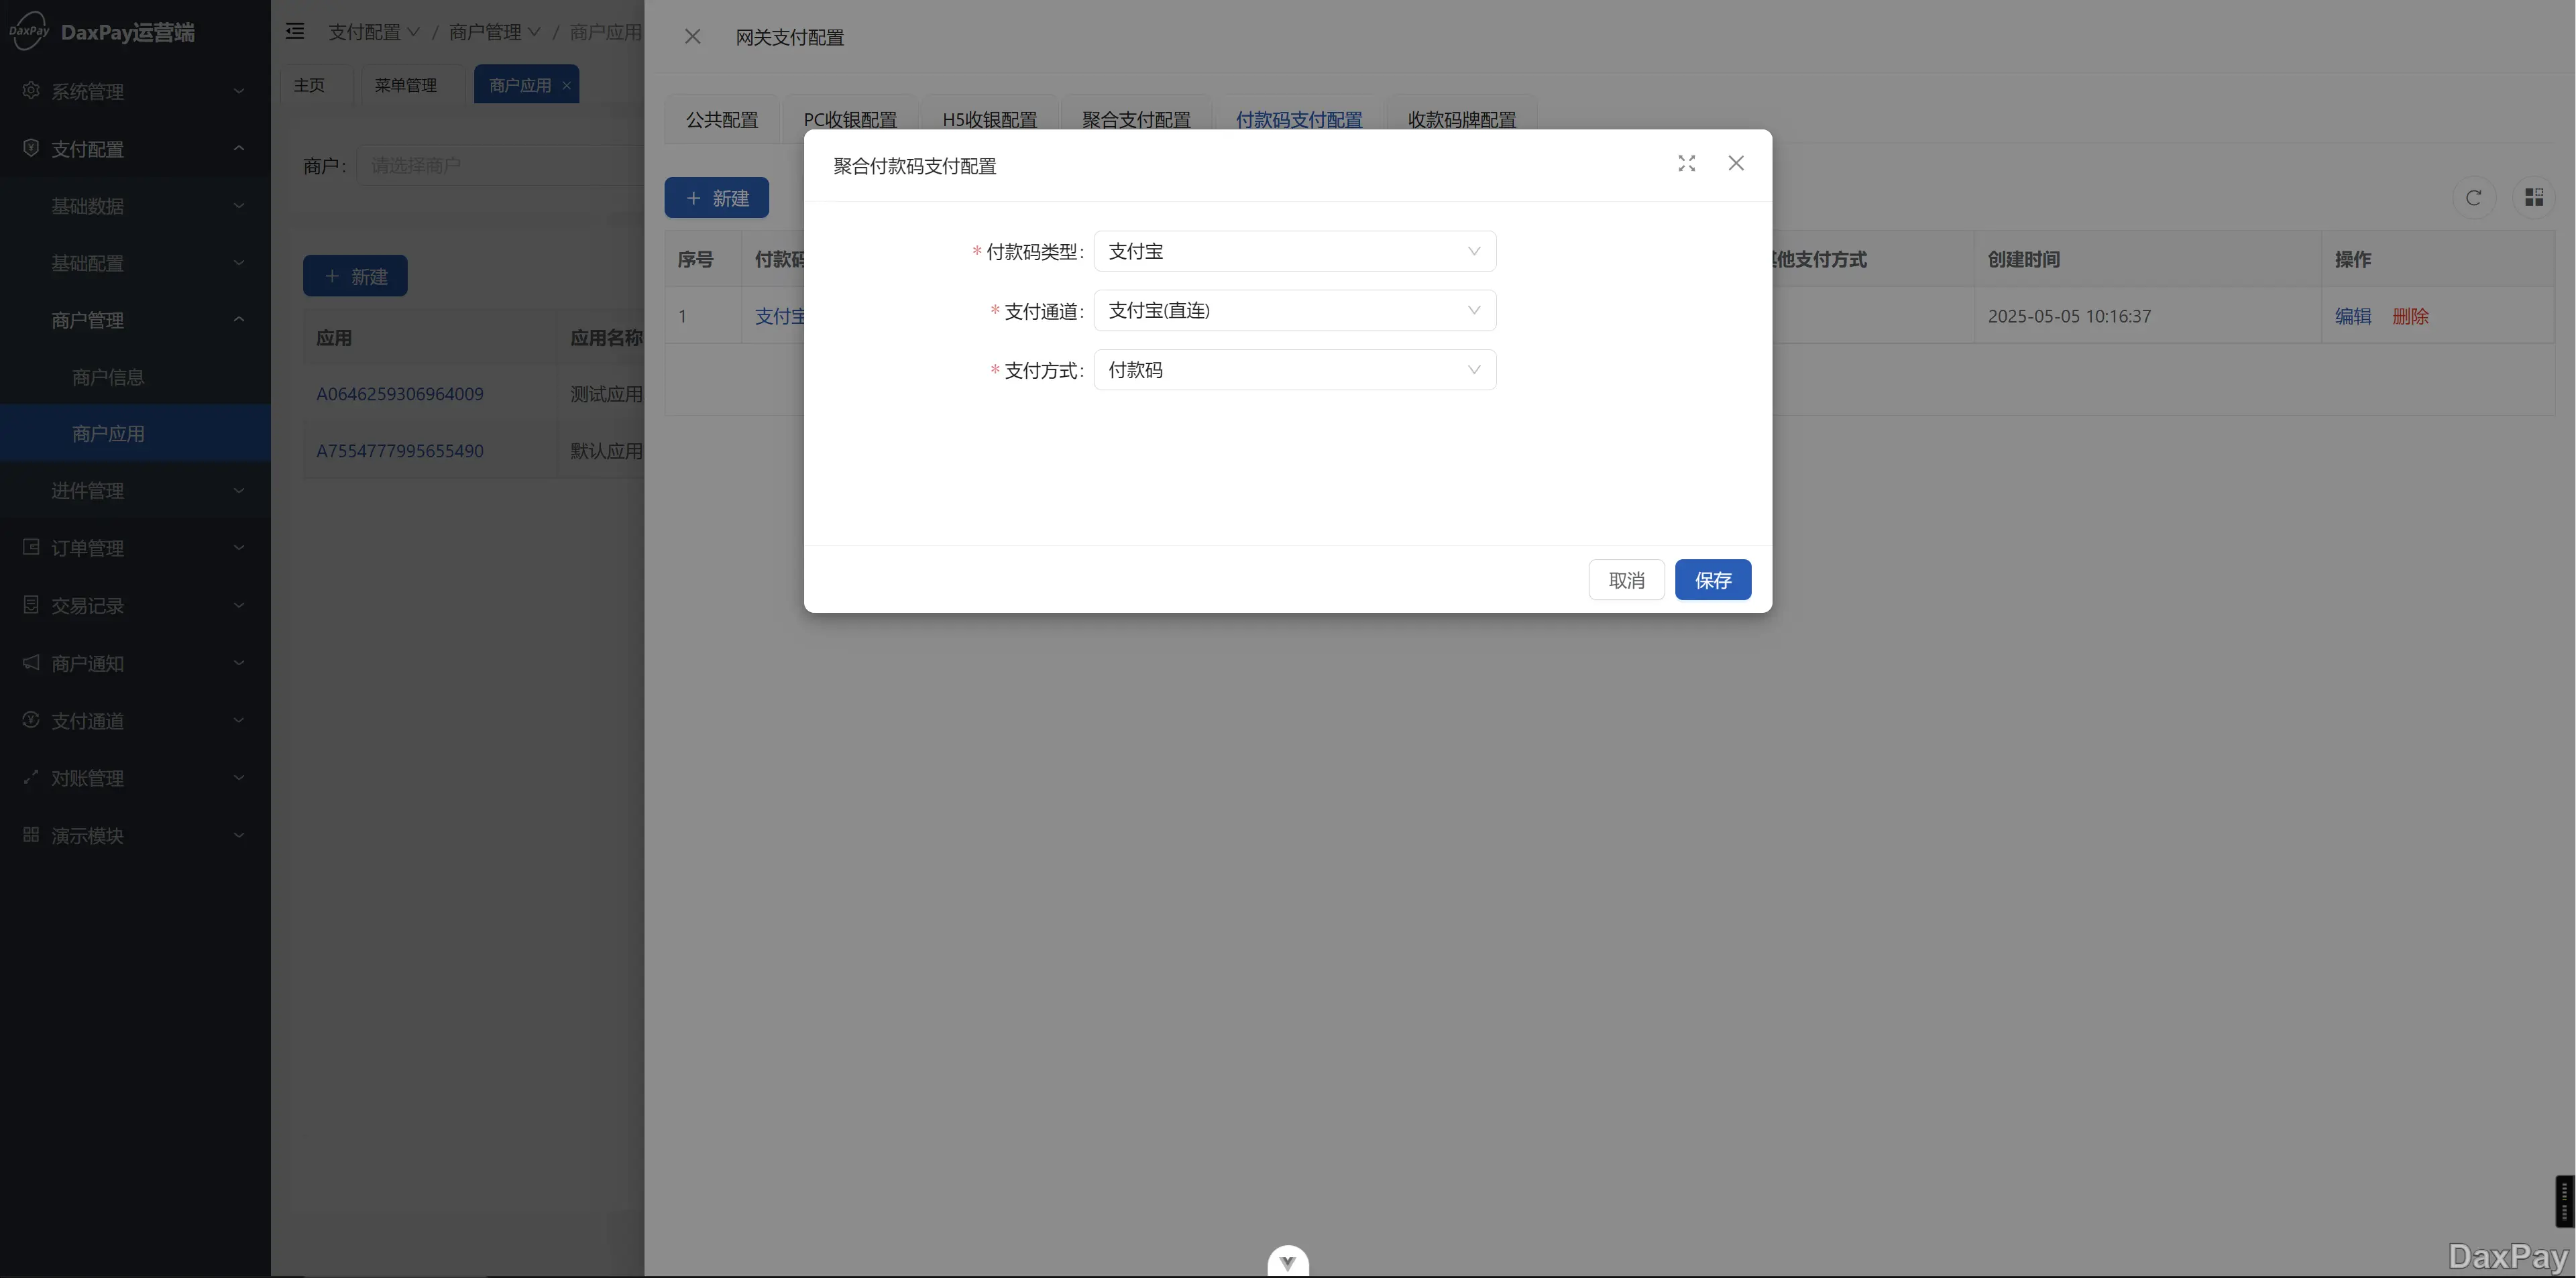 DaxPay DaxPay运营端
系统管理
支付配置
基础数据
基础配置
商户管理
商户信息
商户应用
进件管理
订单管理
交易记录
商户通知
支付通道
对账管理
演示模块
支付配置 / 商户管理 / 商户应用
主页 菜单管理 商户应用
商户: 请选择商户
新建
应用 应用名称
A0646259306964009 测试应用
A7554777995655490 默认应用
网关支付配置
公共配置 PC收银配置 H5收银配置 聚合支付配置 付款码支付配置 收款码牌配置
新建
序号 付款码 其他支付方式 创建时间 操作
1 支付宝 2025-05-05 10:16:37 编辑 删除
聚合付款码支付配置
* 付款码类型: 支付宝
* 支付通道: 支付宝(直连)
* 支付方式: 付款码
取消 保存
DaxPay